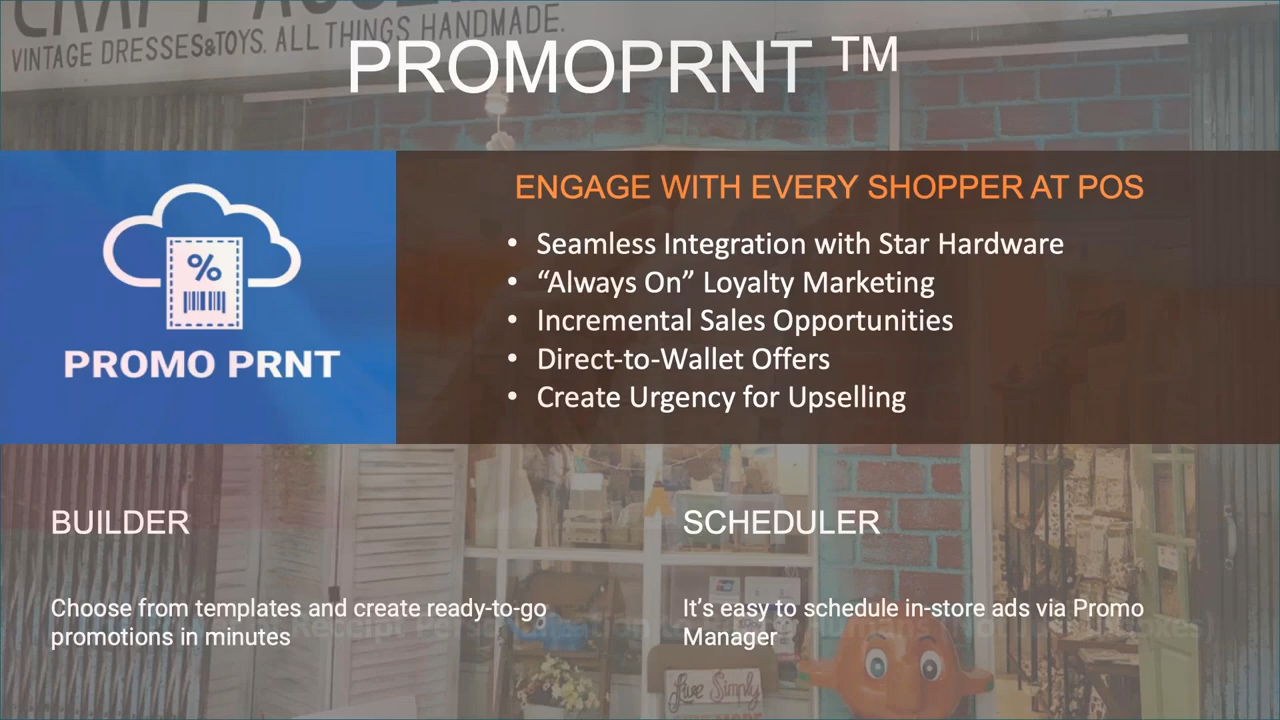 CRAFT
VINTAGE DRESSES&TOYS. ALL THINGS HANDMADE.
PROMOPRNT ™
%
PROMO PRNT
ENGAGE WITH EVERY SHOPPER AT POS
• Seamless Integration with Star Hardware
• “Always On” Loyalty Marketing
• Incremental Sales Opportunities
• Direct-to-Wallet Offers
• Create Urgency for Upselling
BUILDER
Choose from templates and create ready-to-go
promotions in minutes
SCHEDULER
It’s easy to schedule in-store ads via Promo
Manager
Live Simply